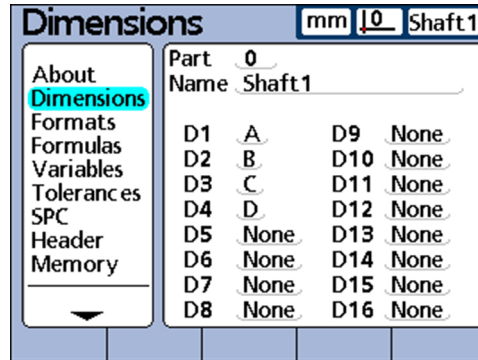 Dimensions mm 0 Shaft1
About
Dimensions
Formats
Formulas
Variables
Tolerances
SPC
Header
Memory
Part 0
Name Shaft1
D1 A D9 None
D2 B D10 None
D3 C D11 None
D4 D D12 None
D5 None D13 None
D6 None D14 None
D7 None D15 None
D8 None D16 None